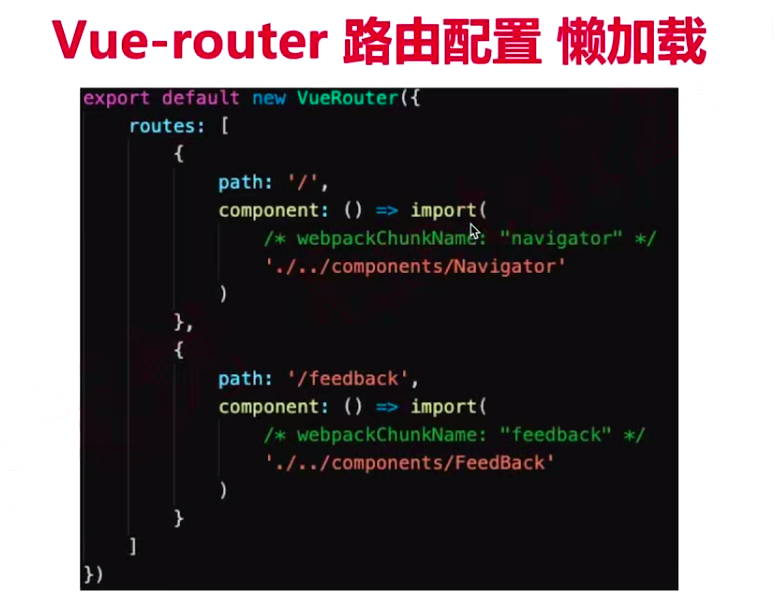 Vue-router 路由配置 懒加载
export default new VueRouter({
routes: [
{
path: '/',
component: () => import(
/* webpackChunkName: "navigator" */
'./../components/Navigator'
)
},
{
path: '/feedback',
component: () => import(
/* webpackChunkName: "feedback" */
'./../components/FeedBack'
)
}
]
})